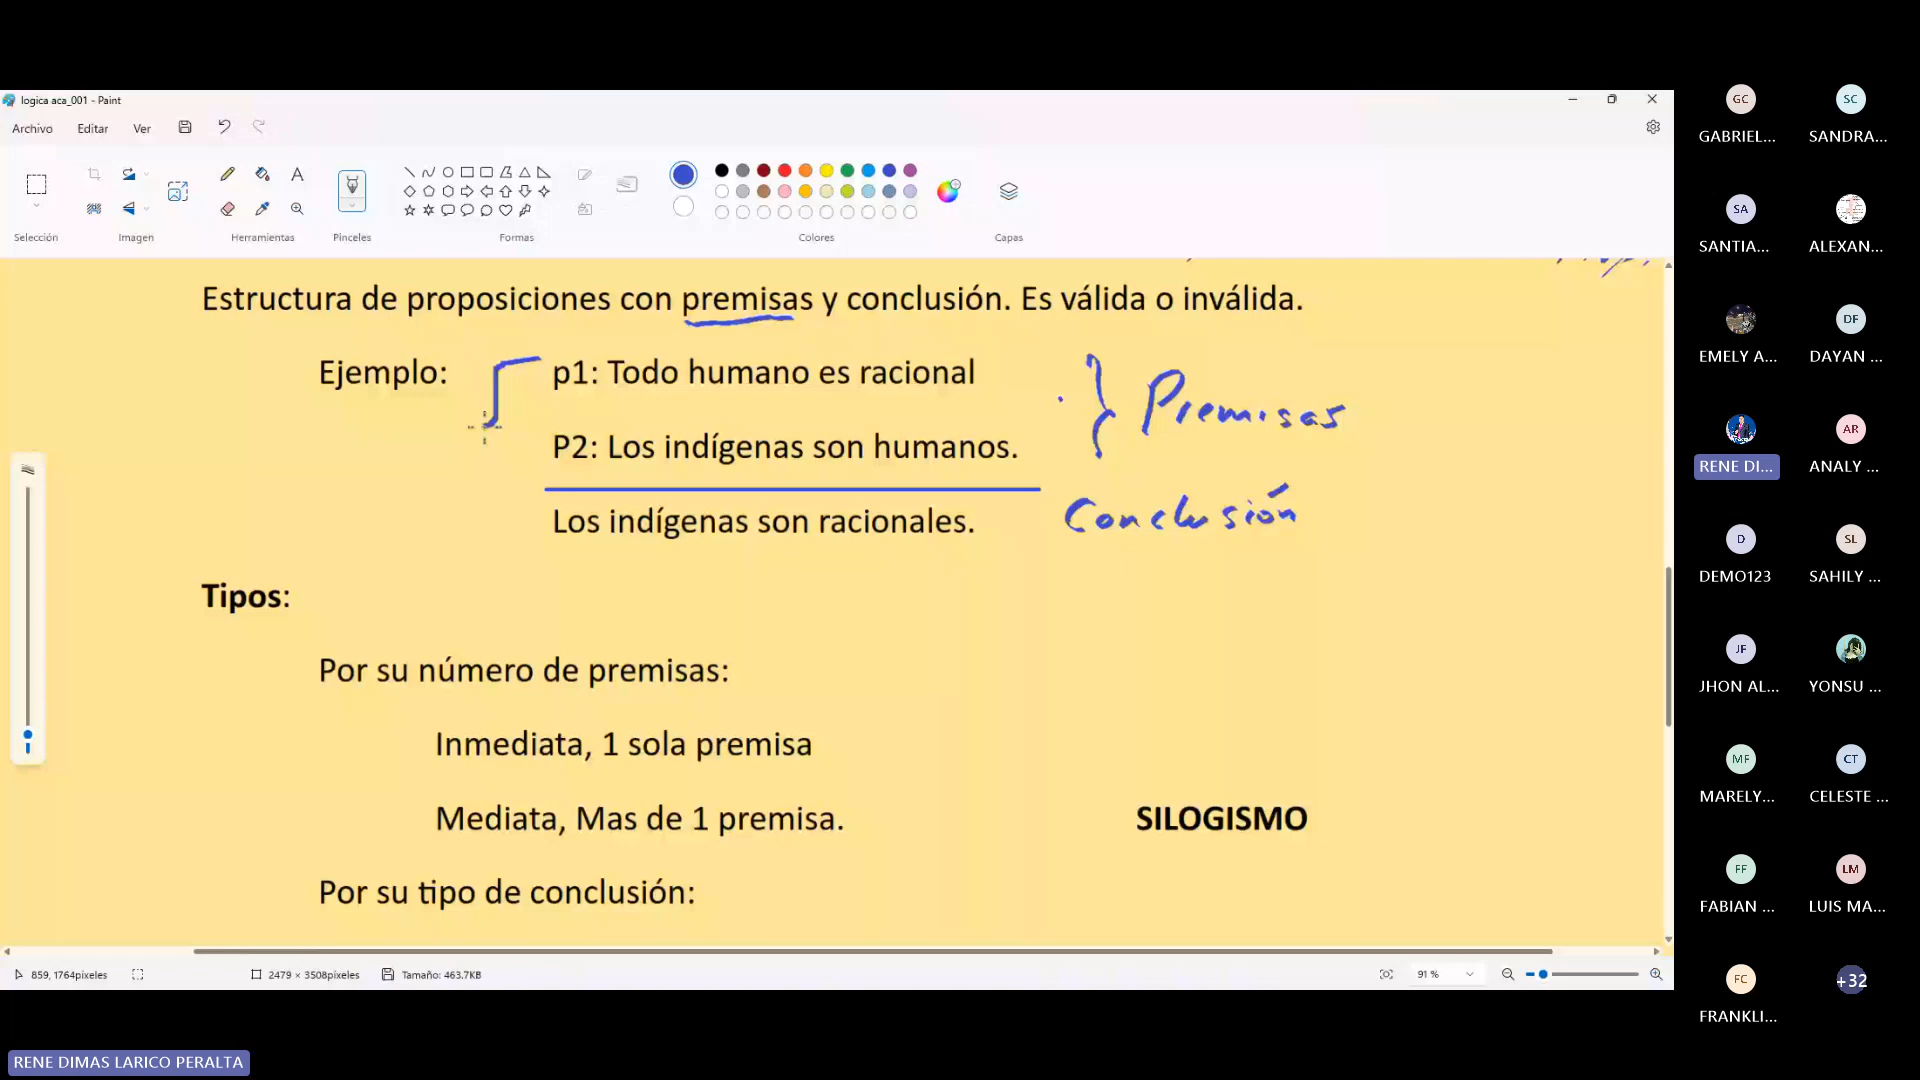 logica aca_001 - Paint
Archivo Editar Ver
Selección Imagen Herramientas Pinceles Formas Colores Capas
Estructura de proposiciones con premisas y conclusión. Es válida o inválida.
Ejemplo: p1: Todo humano es racional
Premisas
P2: Los indígenas son humanos.
Los indígenas son racionales.
Conclusión
Tipos:
Por su número de premisas:
Inmediata, 1 sola premisa
Mediata, Mas de 1 premisa. SILOGISMO
Por su tipo de conclusión:
859, 1764píxeles 2479 × 3508píxeles Tamaño: 463.7KB 91 %
RENE DIMAS LARICO PERALTA
GC SC
GABRIEL... SANDRA...
SA
SANTIA... ALEXAN...
DF
EMELY A... DAYAN ...
AR
RENE DI... ANALY ...
D SL
DEMO123 SAHILY ...
JF
JHON AL... YONSU ...
MF CT
MARELY... CELESTE ...
FF LM
FABIAN ... LUIS MA...
FC +32
FRANKLI...